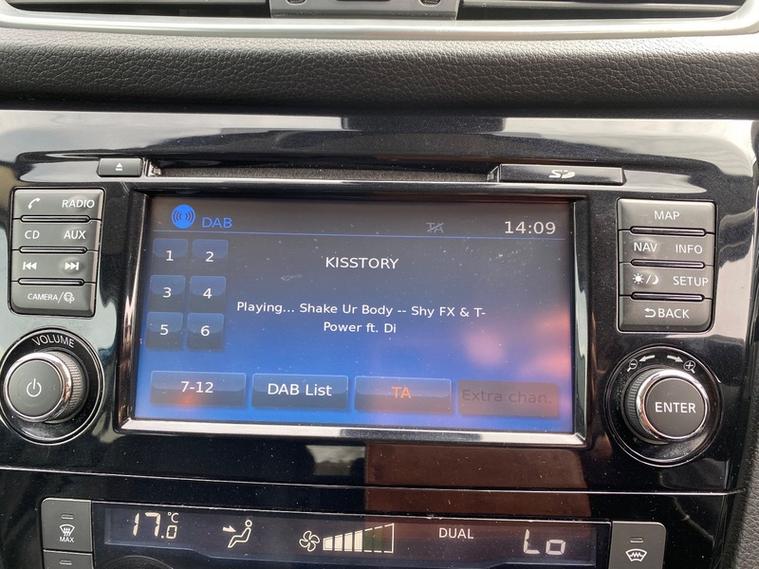 SD
RADIO
CD AUX
CAMERA/
VOLUME
DAB TA 14:09
1 2
3 4
5 6
KISSTORY
Playing... Shake Ur Body -- Shy FX & T-
Power ft. Di
7-12 DAB List TA Extra chan.
MAP
NAV INFO
SETUP
BACK
ENTER
MAX
17.0 °C DUAL Lo